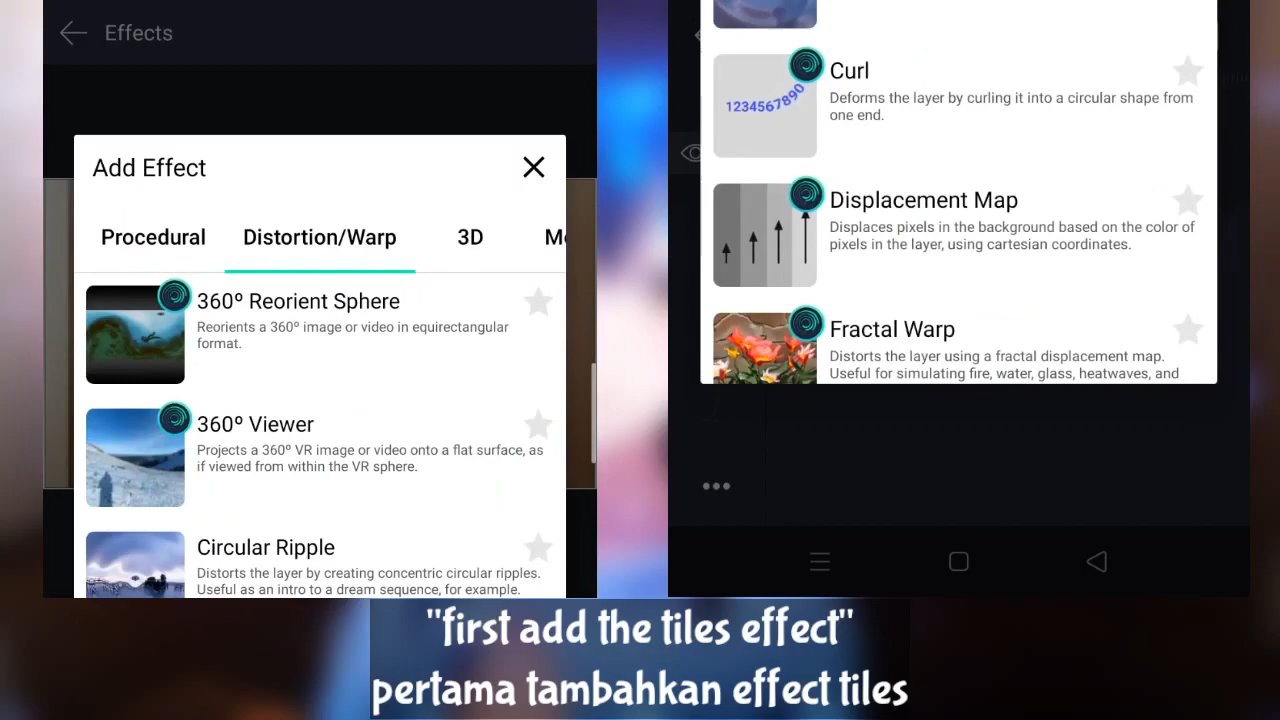 Effects
Add Effect
Procedural
Distortion/Warp
3D
360º Reorient Sphere
Reorients a 360º image or video in equirectangular
format.
360º Viewer
Projects a 360º VR image or video onto a flat surface, as
if viewed from within the VR sphere.
Circular Ripple
Distorts the layer by creating concentric circular ripples.
Useful as an intro to a dream sequence, for example.
1234567890
Curl
Deforms the layer by curling it into a circular shape from
one end.
Displacement Map
Displaces pixels in the background based on the color of
pixels in the layer, using cartesian coordinates.
Fractal Warp
Distorts the layer using a fractal displacement map.
Useful for simulating fire, water, glass, heatwaves, and
"first add the tiles effect"
pertama tambahkan effect tiles